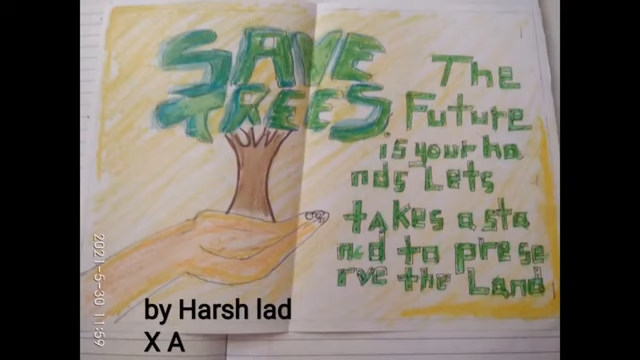 SAVE
TREES
The
Future
is your ha
nds Lets
takes a sta
nd to prese
rve the Land
by Harsh lad
X A
2021-5-30 11:59